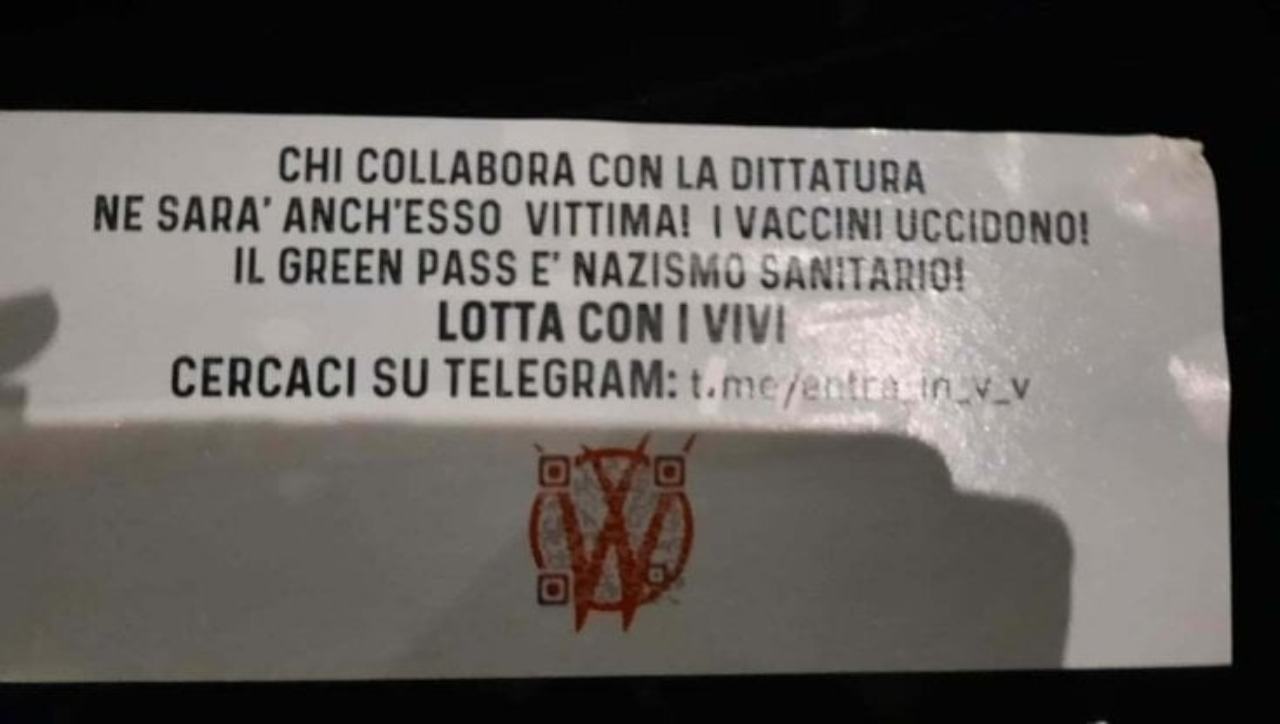 CHI COLLABORA CON LA DITTATURA
NE SARA' ANCH'ESSO VITTIMA! I VACCINI UCCIDONO!
IL GREEN PASS E' NAZISMO SANITARIO!
LOTTA CON I VIVI
CERCACI SU TELEGRAM: t.me/entra_in_v_v